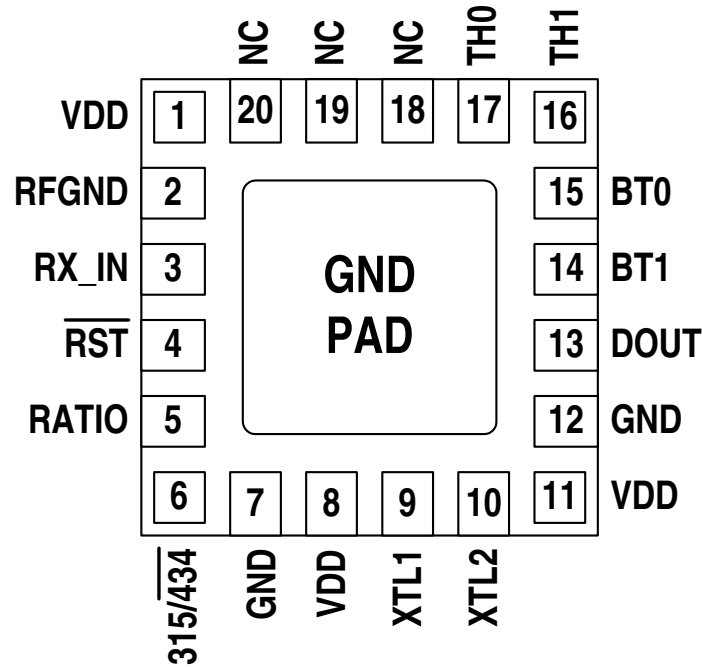 NC NC NC TH0 TH1
20 19 18 17
VDD 1 16
RFGND 2 15 BT0
RX_IN 3 14 BT1
GND
PAD
RST 4 13 DOUT
RATIO 5 12 GND
6 7 8 9 10 11 VDD
315/434 GND VDD XTL1 XTL2